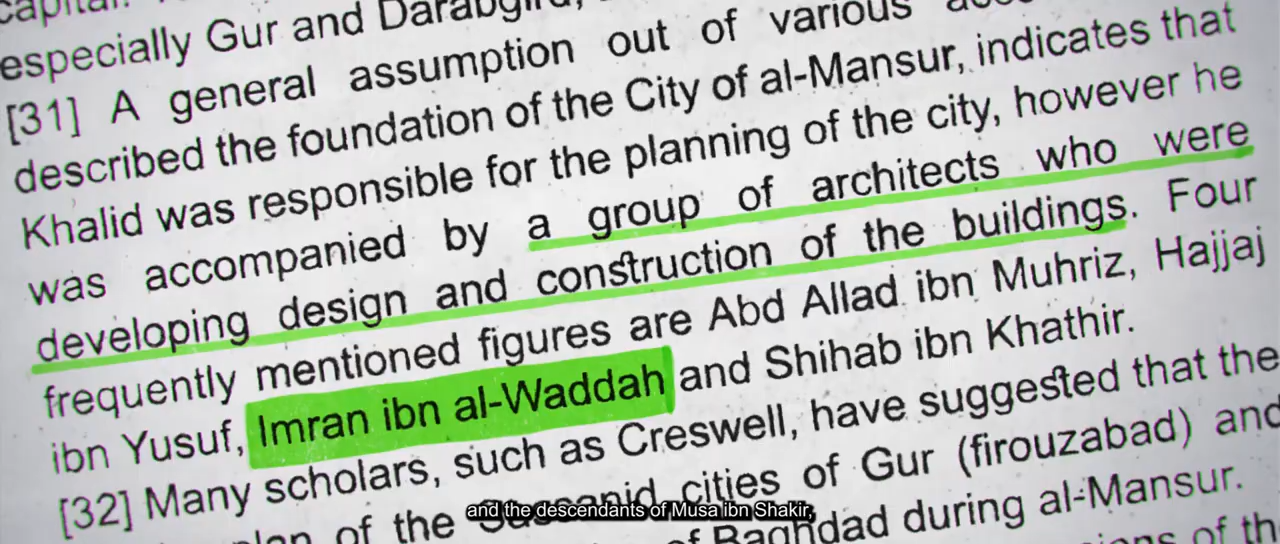 capital.
especially Gur and Darabgird,
[31] A general assumption out of various
described the foundation of the City of al-Mansur, indicates that
Khalid was responsible for the planning of the city, however he
was accompanied by a group of architects who were
developing design and construction of the buildings. Four
frequently mentioned figures are Abd Allad ibn Muhriz, Hajjaj
ibn Yusuf, Imran ibn al-Waddah and Shihab ibn Khathir.
[32] Many scholars, such as Creswell, have suggested that the
of the Sassanid cities of Gur (firouzabad) and
of Baghdad during al-Mansur.
of th
and the descendants of Musa ibn Shakir,